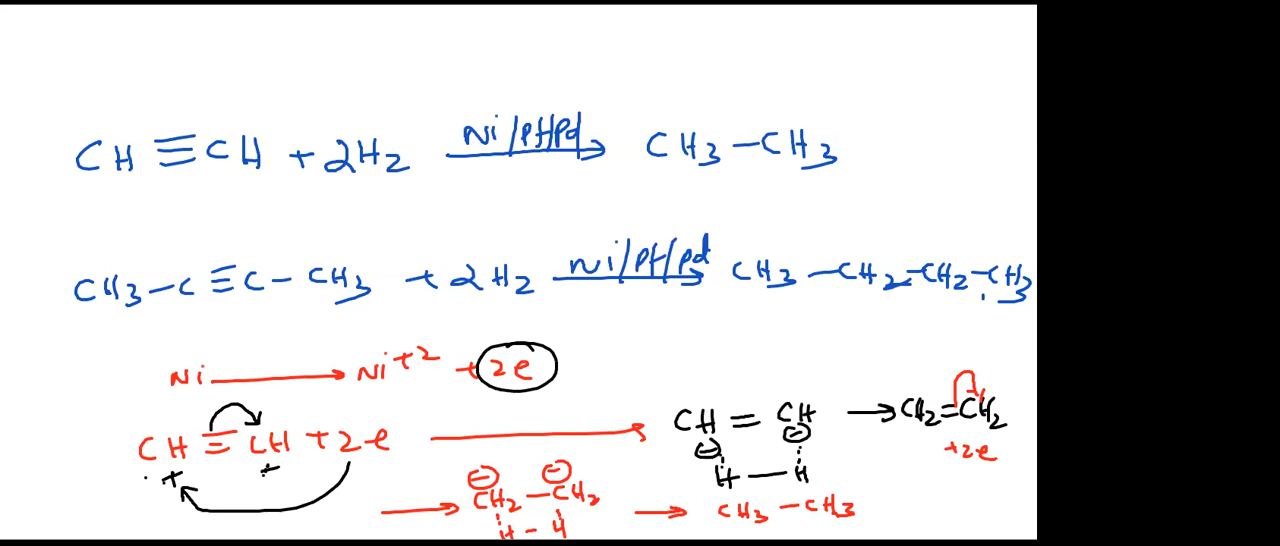 CH ≡ CH + 2H2 —Ni/Pt/Pd→ CH3 – CH3
CH3 – C ≡ C – CH3 + 2H2 —Ni/Pt/Pd→ CH3 – CH2 – CH2 – CH3
Ni → Ni+2 + 2e
CH ≡ CH + 2e → CH = CH → CH2 = CH2
+ + ⊖ ⊖ +2e
H – H
→ ⊖ ⊖
CH2 – CH2 → CH3 – CH3
H – H